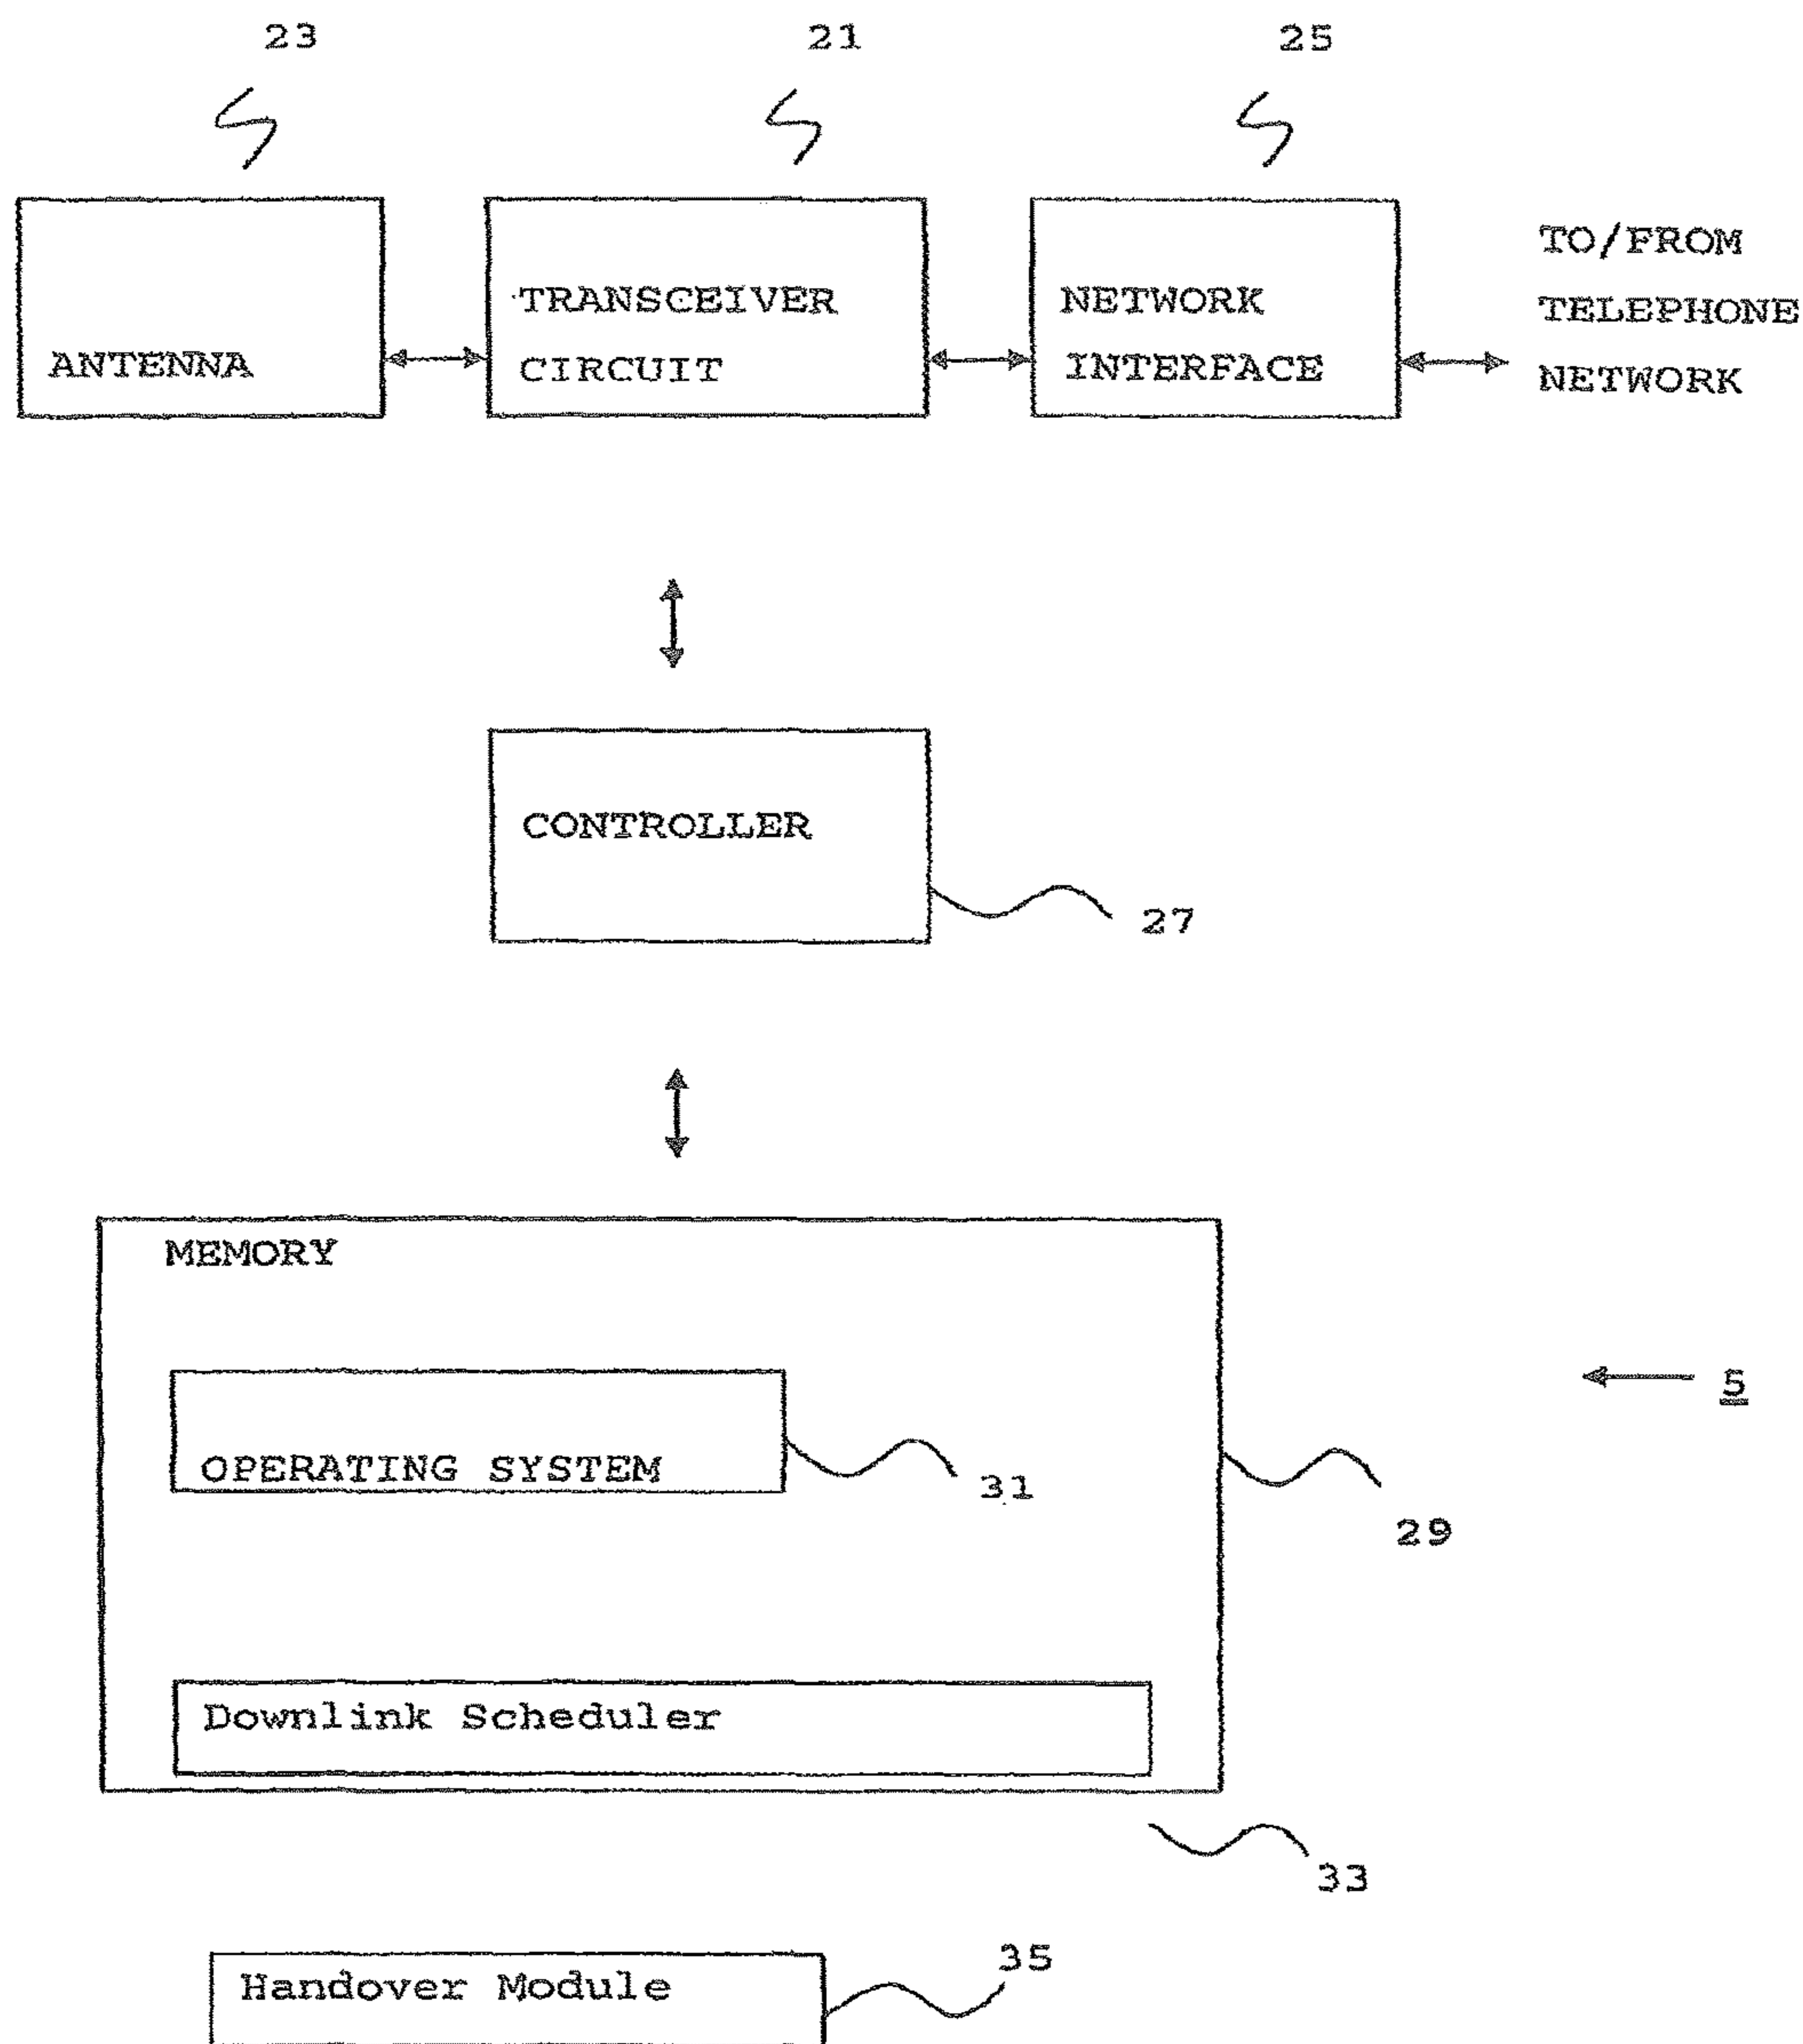 23
21
25
ANTENNA
TRANSCEIVER
CIRCUIT
NETWORK
INTERFACE
TO/FROM
TELEPHONE
NETWORK
CONTROLLER
27
MEMORY
OPERATING SYSTEM
31
5
29
Downlink Scheduler
33
Handover Module
35